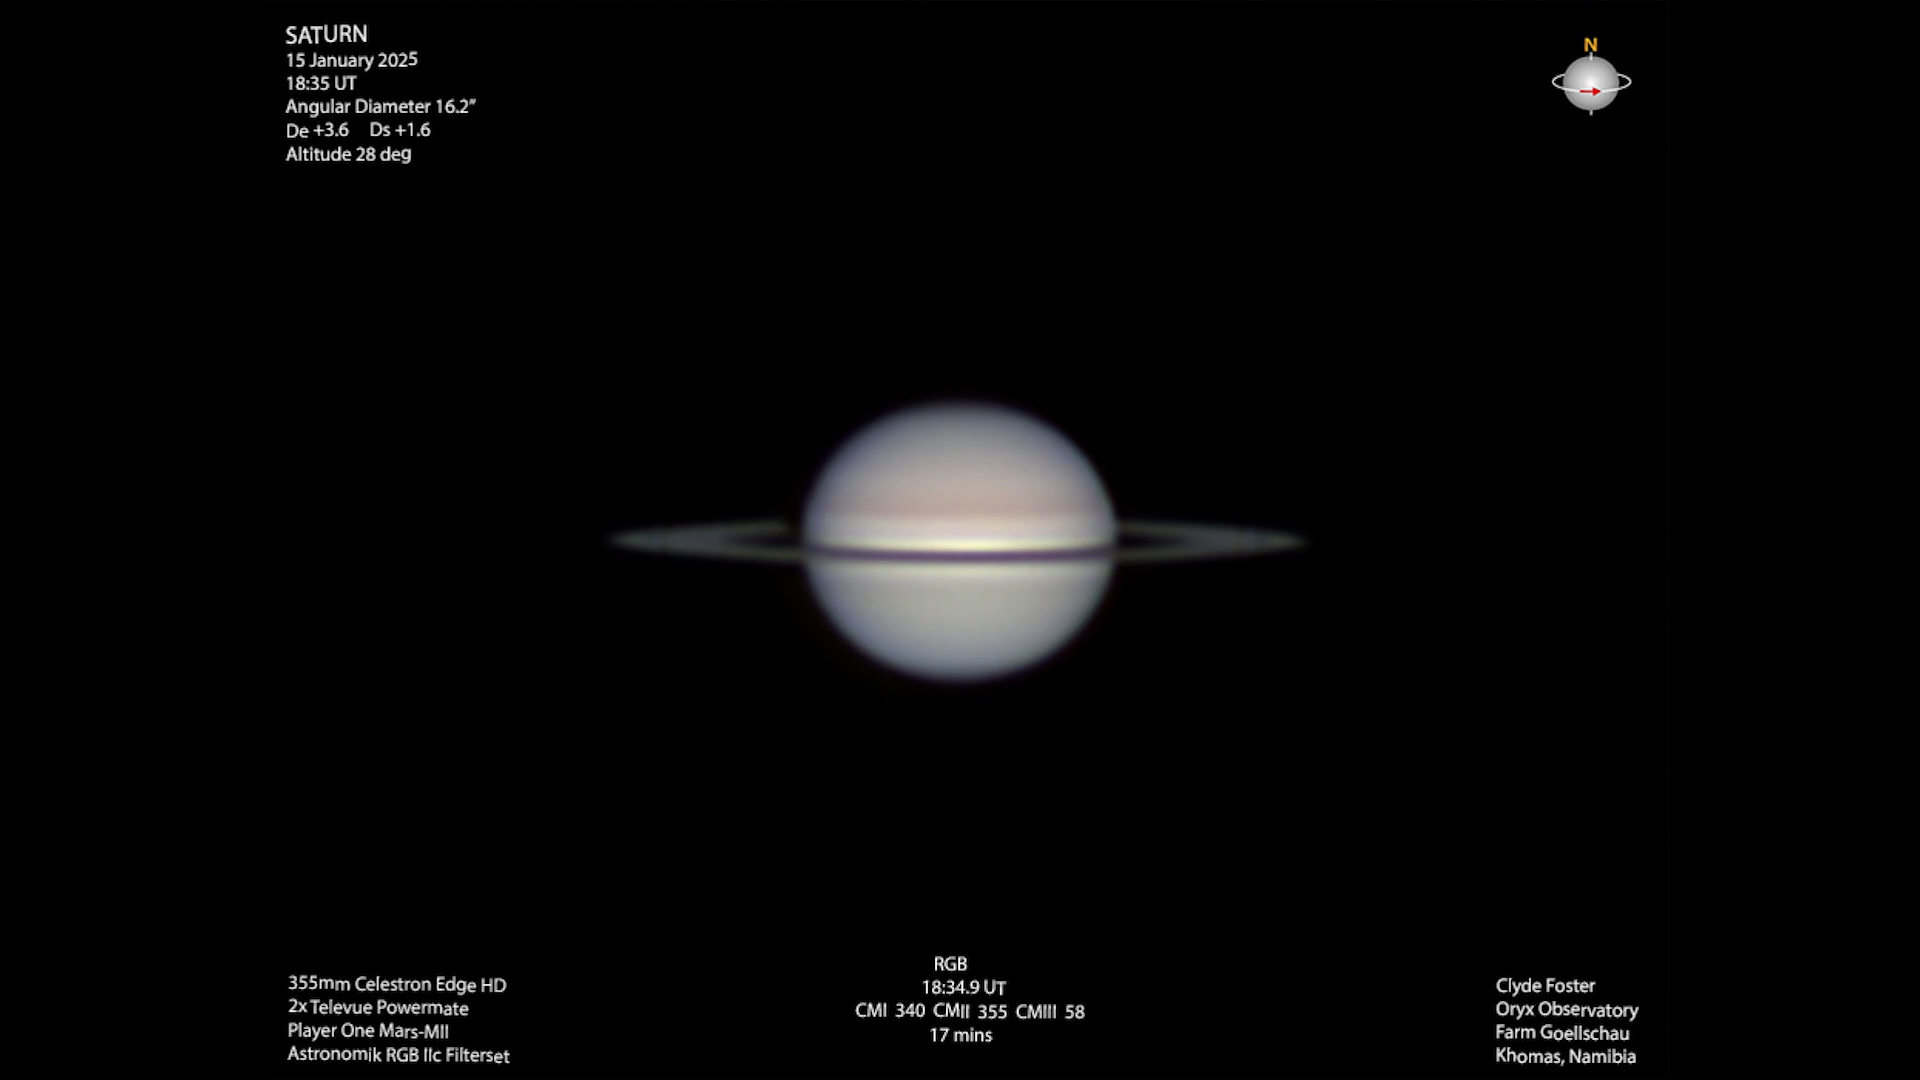 SATURN
15 January 2025
18:35 UT
Angular Diameter 16.2"
De +3.6 Ds +1.6
Altitude 28 deg
N
355mm Celestron Edge HD
2x Televue Powermate
Player One Mars-MII
Astronomik RGB IIc Filterset
RGB
18:34.9 UT
CMI 340 CMII 355 CMIII 58
17 mins
Clyde Foster
Oryx Observatory
Farm Goellschau
Khomas, Namibia